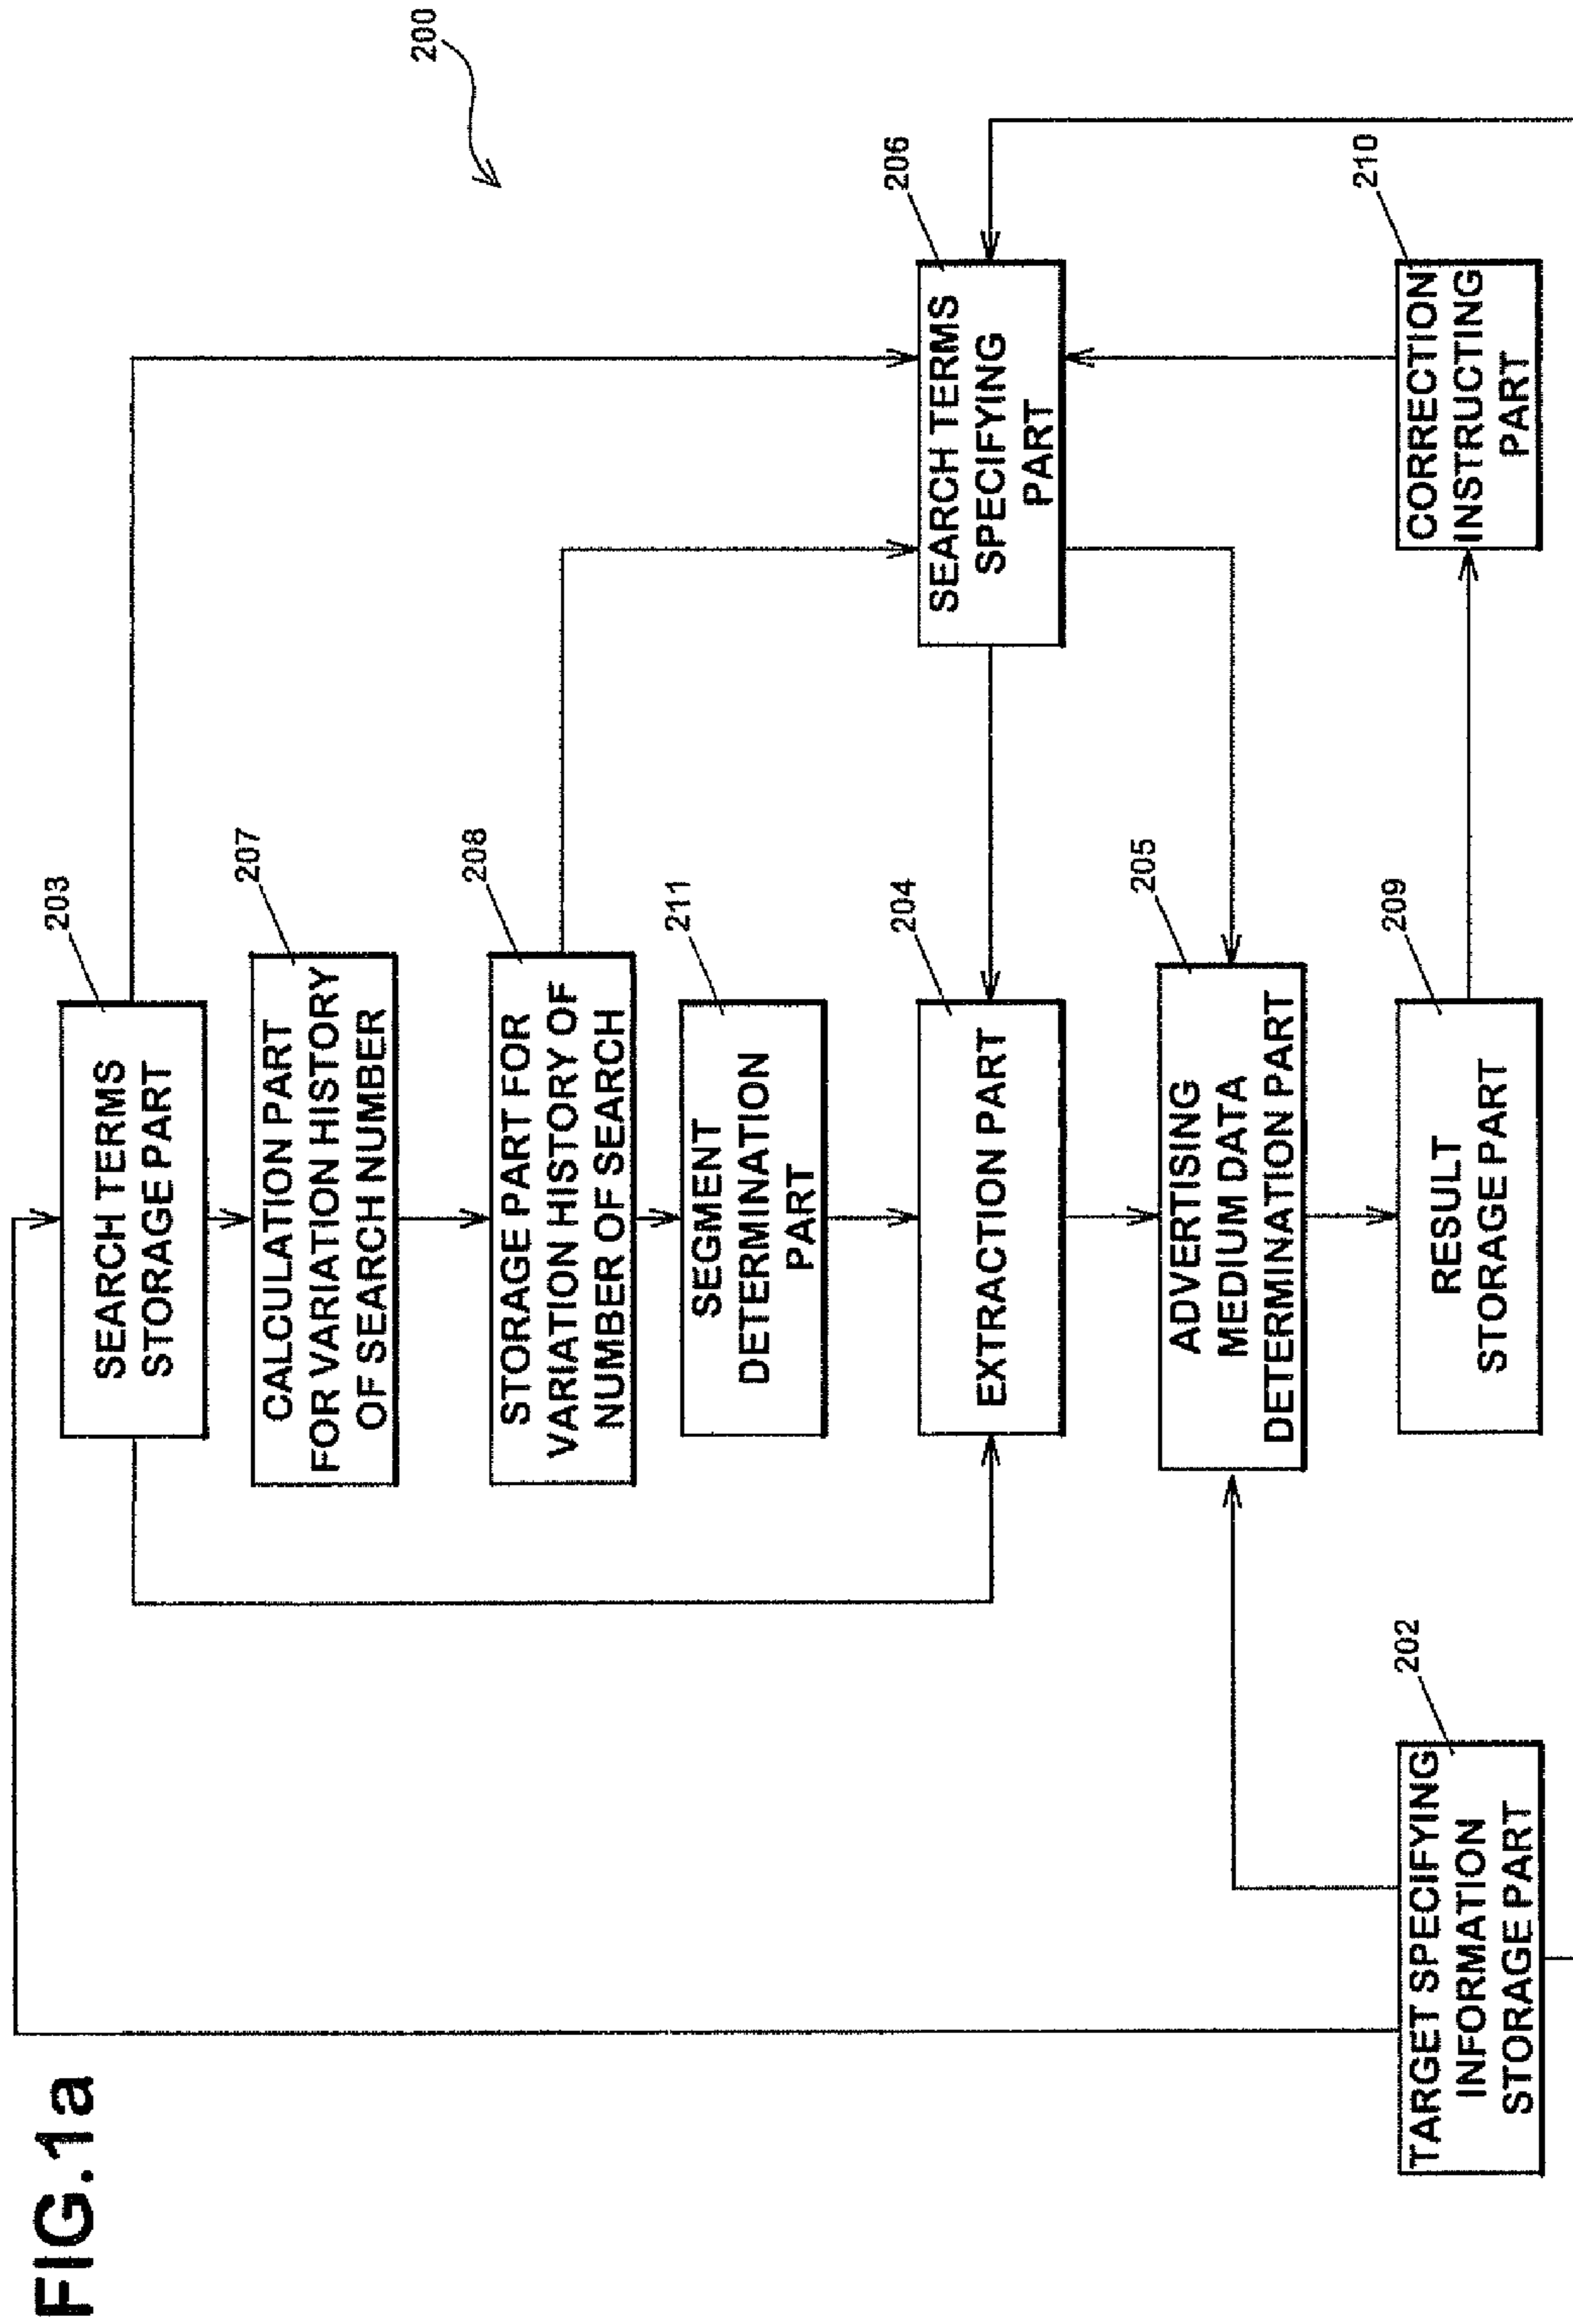 FIG.1a
200
203
SEARCH TERMS
STORAGE PART
207
CALCULATION PART
FOR VARIATION HISTORY
OF SEARCH NUMBER
208
STORAGE PART FOR
VARIATION HISTORY OF
NUMBER OF SEARCH
211
SEGMENT
DETERMINATION
PART
206
SEARCH TERMS
SPECIFYING
PART
204
EXTRACTION PART
205
ADVERTISING
MEDIUM DATA
DETERMINATION PART
202
TARGET SPECIFYING
INFORMATION
STORAGE PART
209
RESULT
STORAGE PART
210
CORRECTION
INSTRUCTING
PART